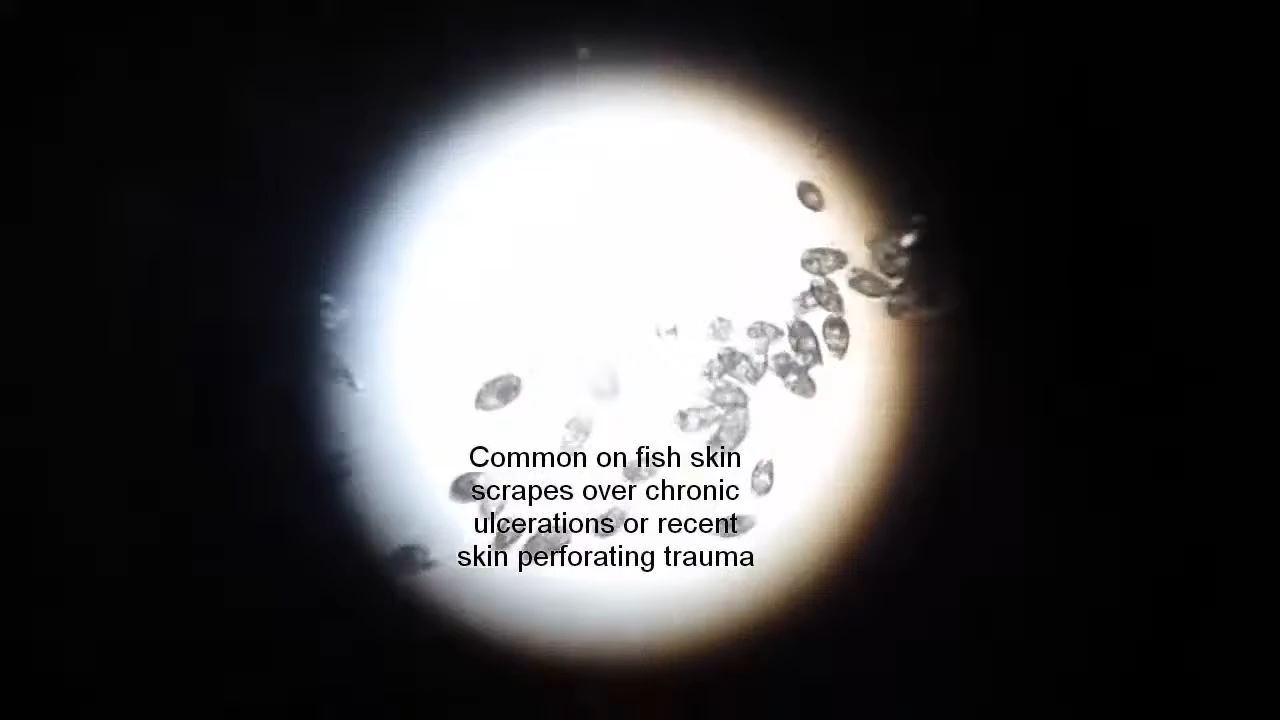 Common on fish skin
scrapes over chronic
ulcerations or recent
skin perforating trauma